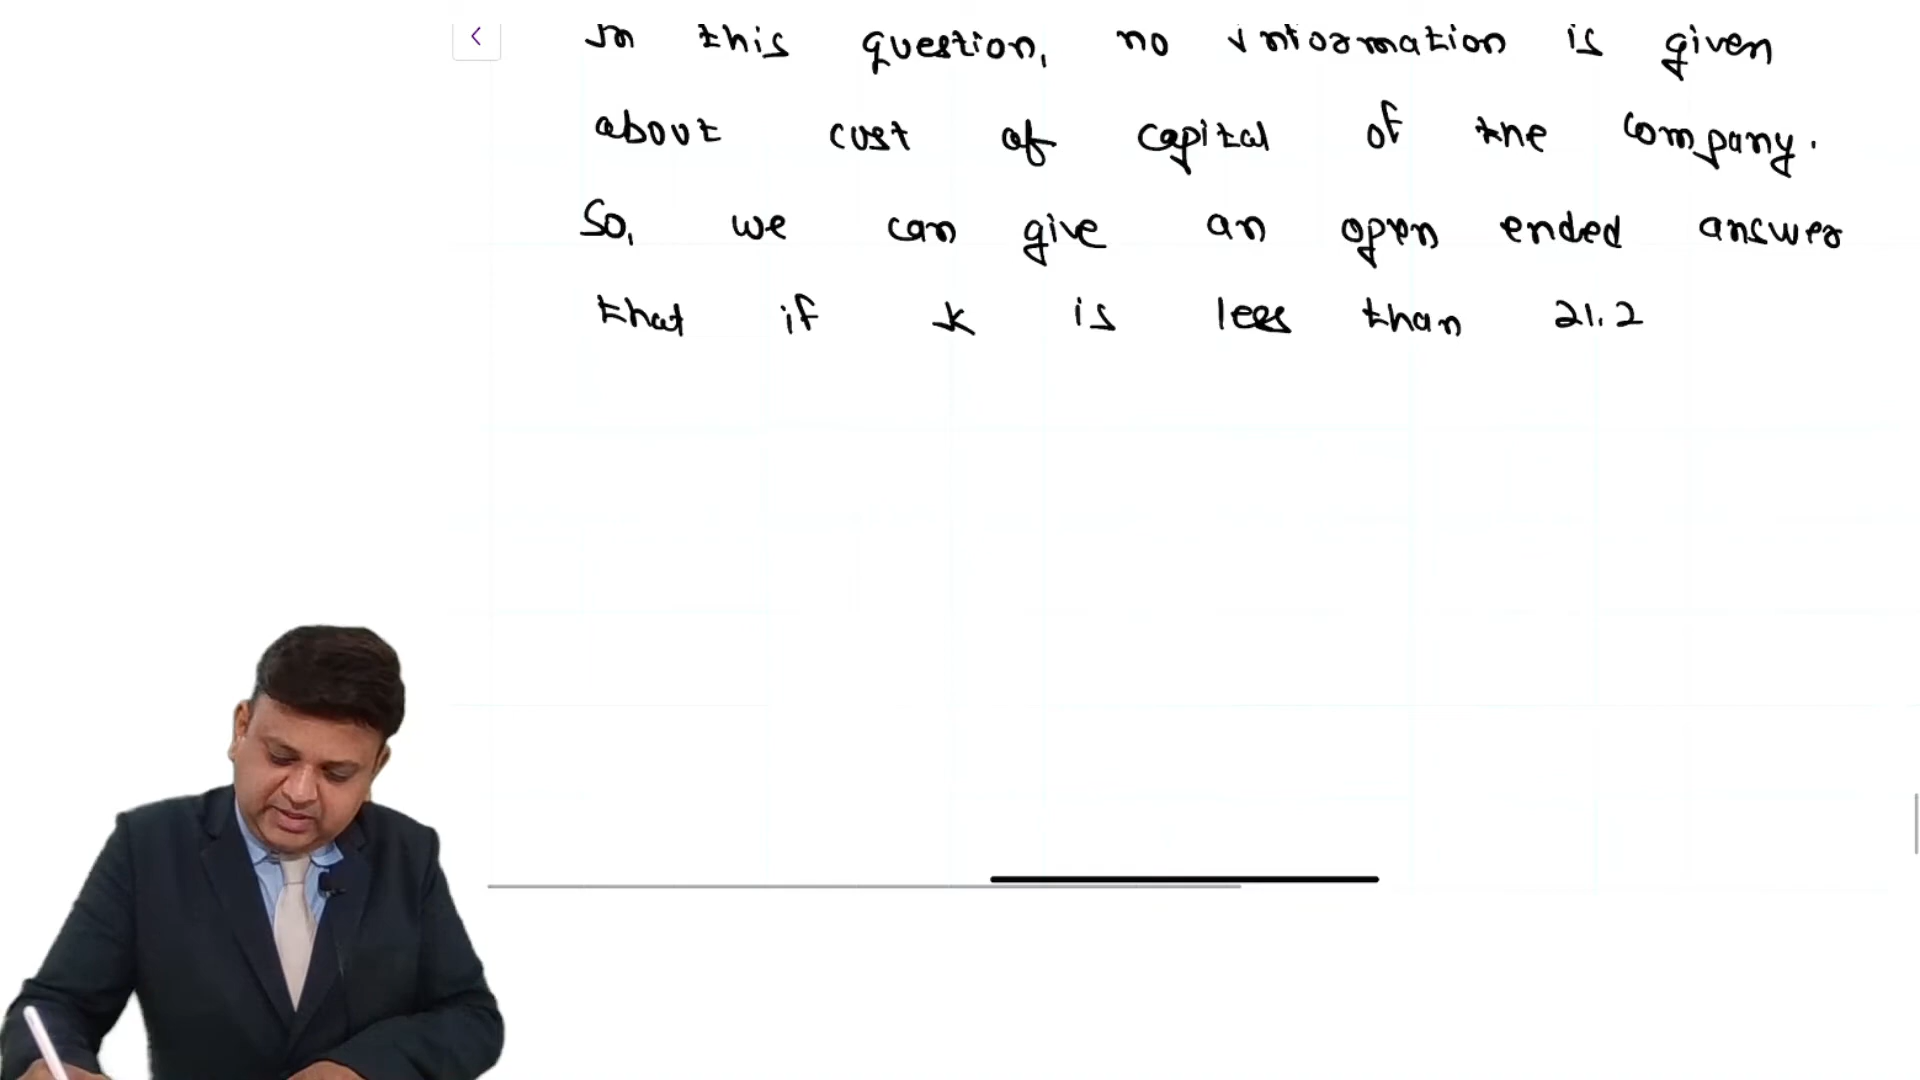 In this question, no information is given
about cost of capital of the company.
So, we can give an open ended answer
that if k is less than 21.2